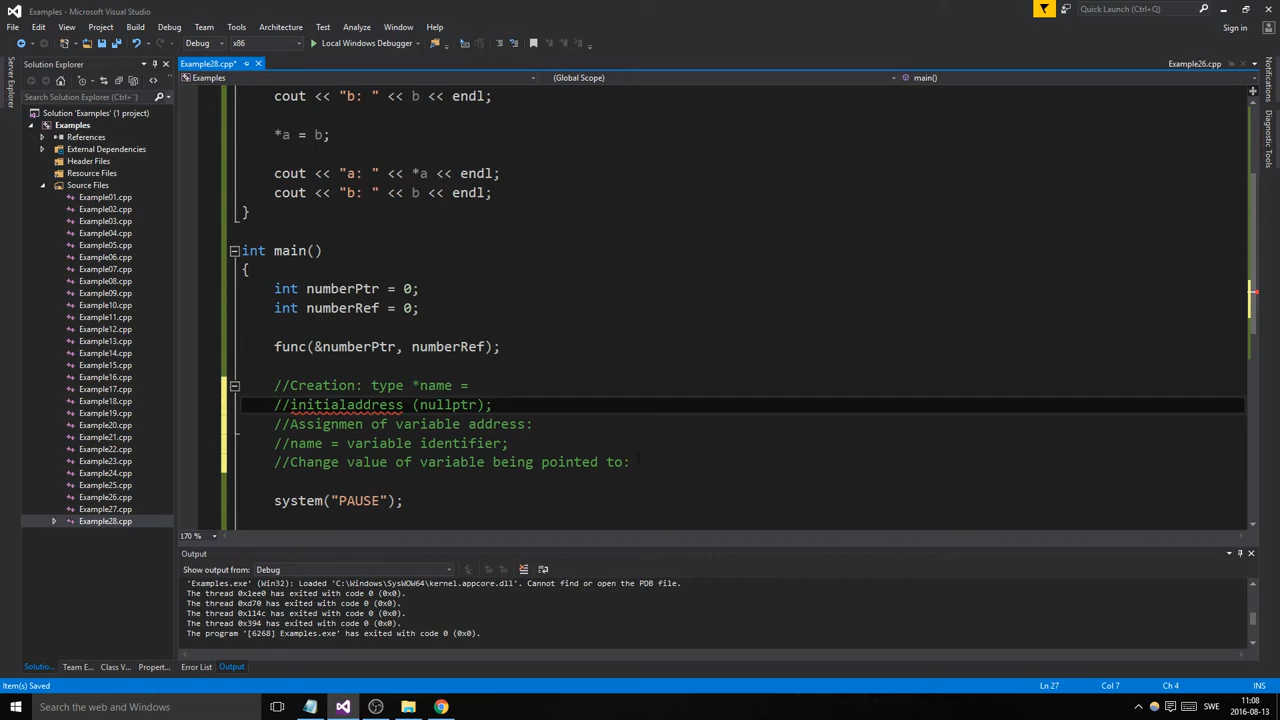 Examples - Microsoft Visual Studio
Quick Launch (Ctrl+Q)
File Edit View Project Build Debug Team Tools Architecture Test Analyze Window Help
Sign in
Debug x86 Local Windows Debugger
Server Explorer
Solution Explorer
Example28.cpp*
Example26.cpp
Notifications
Diagnostic Tools
Examples (Global Scope) main()
Search Solution Explorer (Ctrl+
Solution 'Examples' (1 project)
Examples
References
External Dependencies
Header Files
Resource Files
Source Files
Example01.cpp
Example02.cpp
Example03.cpp
Example04.cpp
Example05.cpp
Example06.cpp
Example07.cpp
Example08.cpp
Example09.cpp
Example10.cpp
Example11.cpp
Example12.cpp
Example13.cpp
Example14.cpp
Example15.cpp
Example16.cpp
Example17.cpp
Example18.cpp
Example19.cpp
Example20.cpp
Example21.cpp
Example22.cpp
Example23.cpp
Example24.cpp
Example25.cpp
Example26.cpp
Example27.cpp
Example28.cpp
cout << "b: " << b << endl;
*a = b;
cout << "a: " << *a << endl;
cout << "b: " << b << endl;
}
int main()
{
int numberPtr = 0;
int numberRef = 0;
func(&numberPtr, numberRef);
//Creation: type *name =
//initialaddress (nullptr);
//Assignmen of variable address:
//name = variable identifier;
//Change value of variable being pointed to:
system("PAUSE");
170 %
Output
Show output from: Debug
'Examples.exe' (Win32): Loaded 'C:\Windows\SysWOW64\kernel.appcore.dll'. Cannot find or open the PDB file.
The thread 0x1ee0 has exited with code 0 (0x0).
The thread 0xd70 has exited with code 0 (0x0).
The thread 0x114c has exited with code 0 (0x0).
The thread 0x394 has exited with code 0 (0x0).
The program '[6268] Examples.exe' has exited with code 0 (0x0).
Solutio... Team E... Class V... Propert... Error List Output
Item(s) Saved Ln 27 Col 7 Ch 4 INS
Search the web and Windows
SWE
11:08
2016-08-13